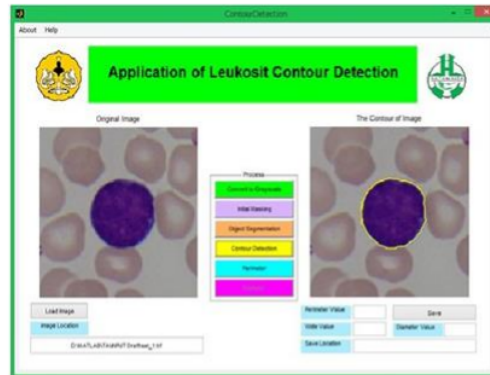 ContourDetection
About Help
Application of Leukosit Contour Detection
Original Image
The Contour of Image
Process
Convert to Grayscale
Initial Masking
Object Segmentation
Contour Detection
Perimeter
Load Image
Image Location
Perimeter Value
Save
Wide Value
Diameter Value
Save Location